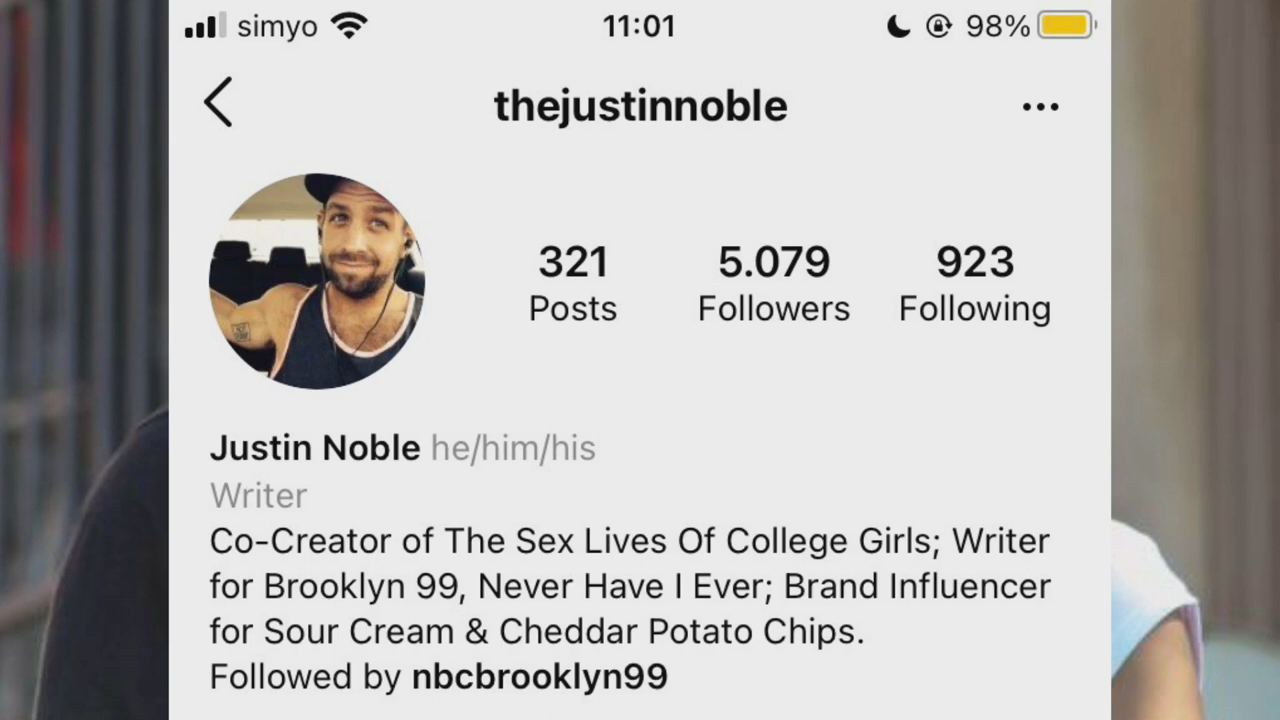 simyo 11:01 98%
thejustinnoble
321 5.079 923
Posts Followers Following
Justin Noble he/him/his
Writer
Co-Creator of The Sex Lives Of College Girls; Writer
for Brooklyn 99, Never Have I Ever; Brand Influencer
for Sour Cream & Cheddar Potato Chips.
Followed by nbcbrooklyn99